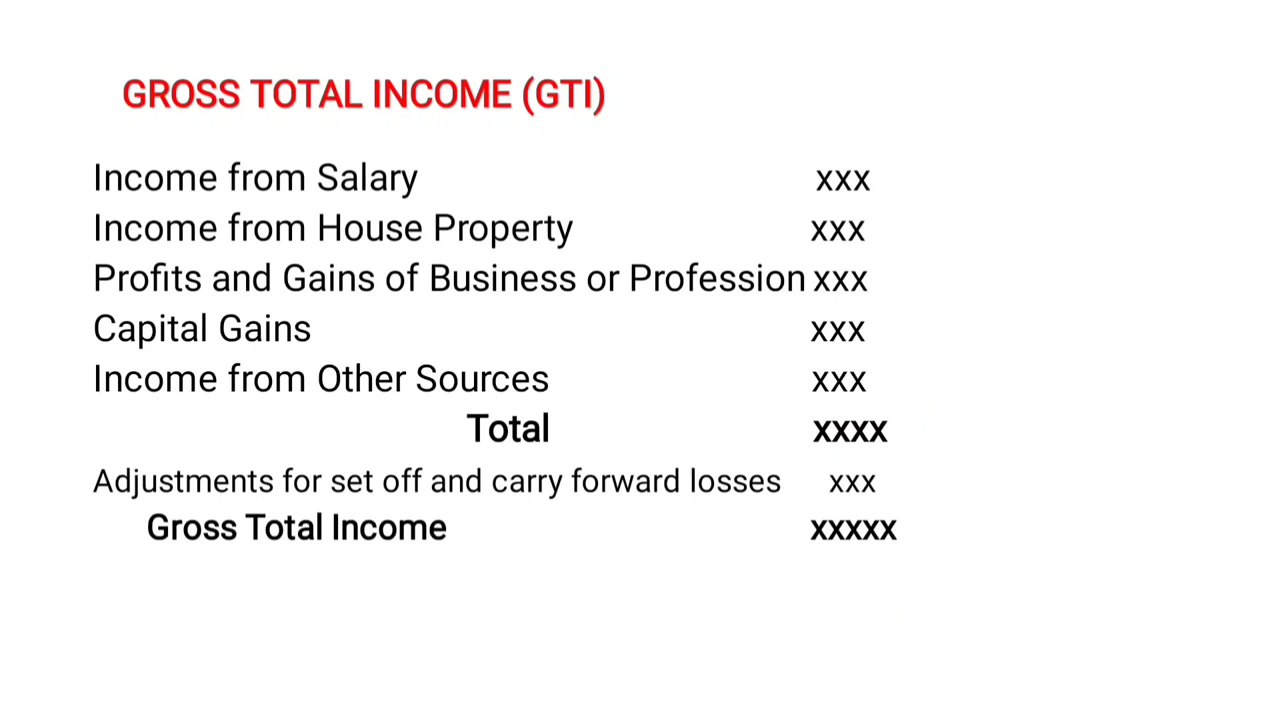 GROSS TOTAL INCOME (GTI)
Income from Salary xxx
Income from House Property xxx
Profits and Gains of Business or Profession xxx
Capital Gains xxx
Income from Other Sources xxx
Total xxxx
Adjustments for set off and carry forward losses xxx
Gross Total Income xxxxx